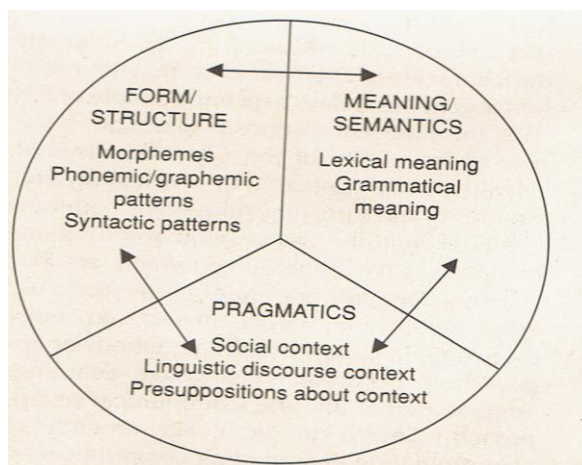 FORM/
STRUCTURE
Morphemes
Phonemic/graphemic
patterns
Syntactic patterns
MEANING/
SEMANTICS
Lexical meaning
Grammatical
meaning
PRAGMATICS
Social context
Linguistic discourse context
Presuppositions about context